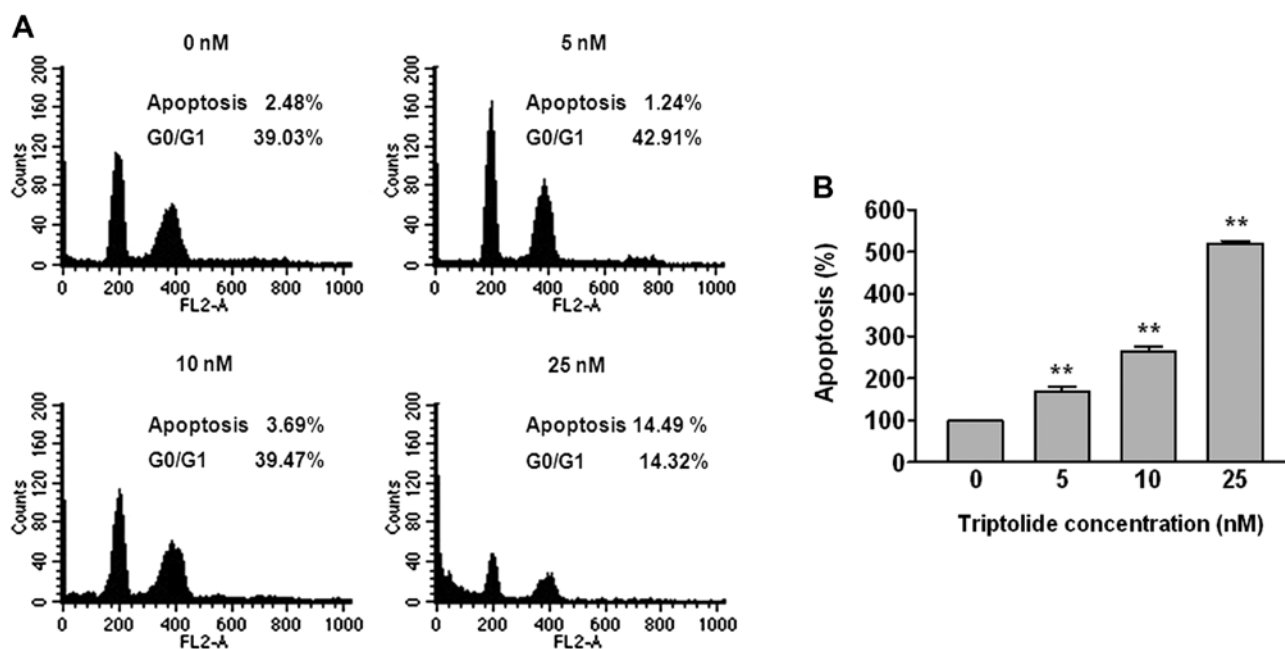 A
0 nM
Apoptosis 2.48%
G0/G1 39.03%
Counts
200
160
120
80
40
0
0 200 400 600 800 1000
FL2-A
5 nM
Apoptosis 1.24%
G0/G1 42.91%
Counts
200
160
120
80
40
0
0 200 400 600 800 1000
FL2-A
10 nM
Apoptosis 3.69%
G0/G1 39.47%
Counts
200
160
120
80
40
0
0 200 400 600 800 1000
FL2-A
25 nM
Apoptosis 14.49 %
G0/G1 14.32%
Counts
200
160
120
80
40
0
0 200 400 600 800 1000
FL2-A
B
Apoptosis (%)
600
500
400
300
200
100
0
**
**
**
0 5 10 25
Triptolide concentration (nM)